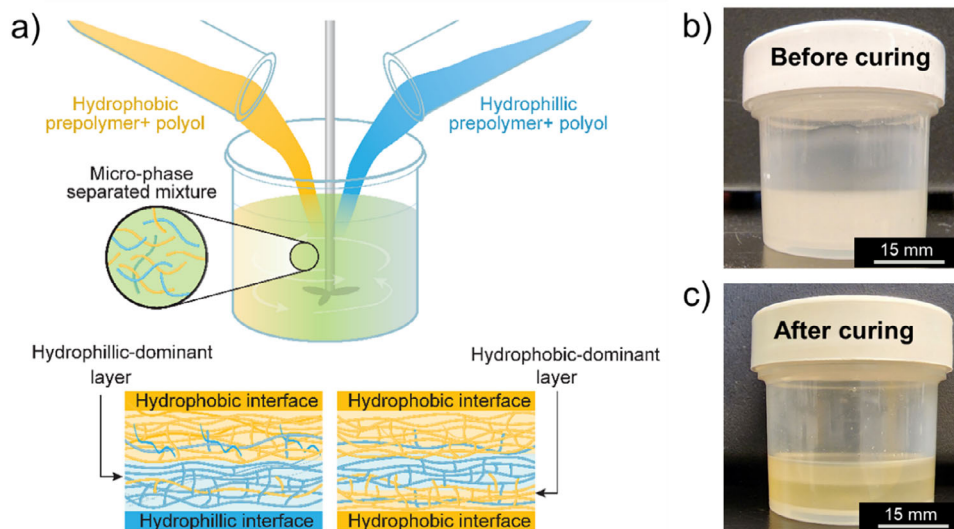 a)
Hydrophobic
prepolymer+ polyol
Hydrophillic
prepolymer+ polyol
Micro-phase
separated mixture
Hydrophillic-dominant
layer
Hydrophobic-dominant
layer
Hydrophobic interface
Hydrophillic interface
Hydrophobic interface
Hydrophobic interface
b)
Before curing
15 mm
c)
After curing
15 mm